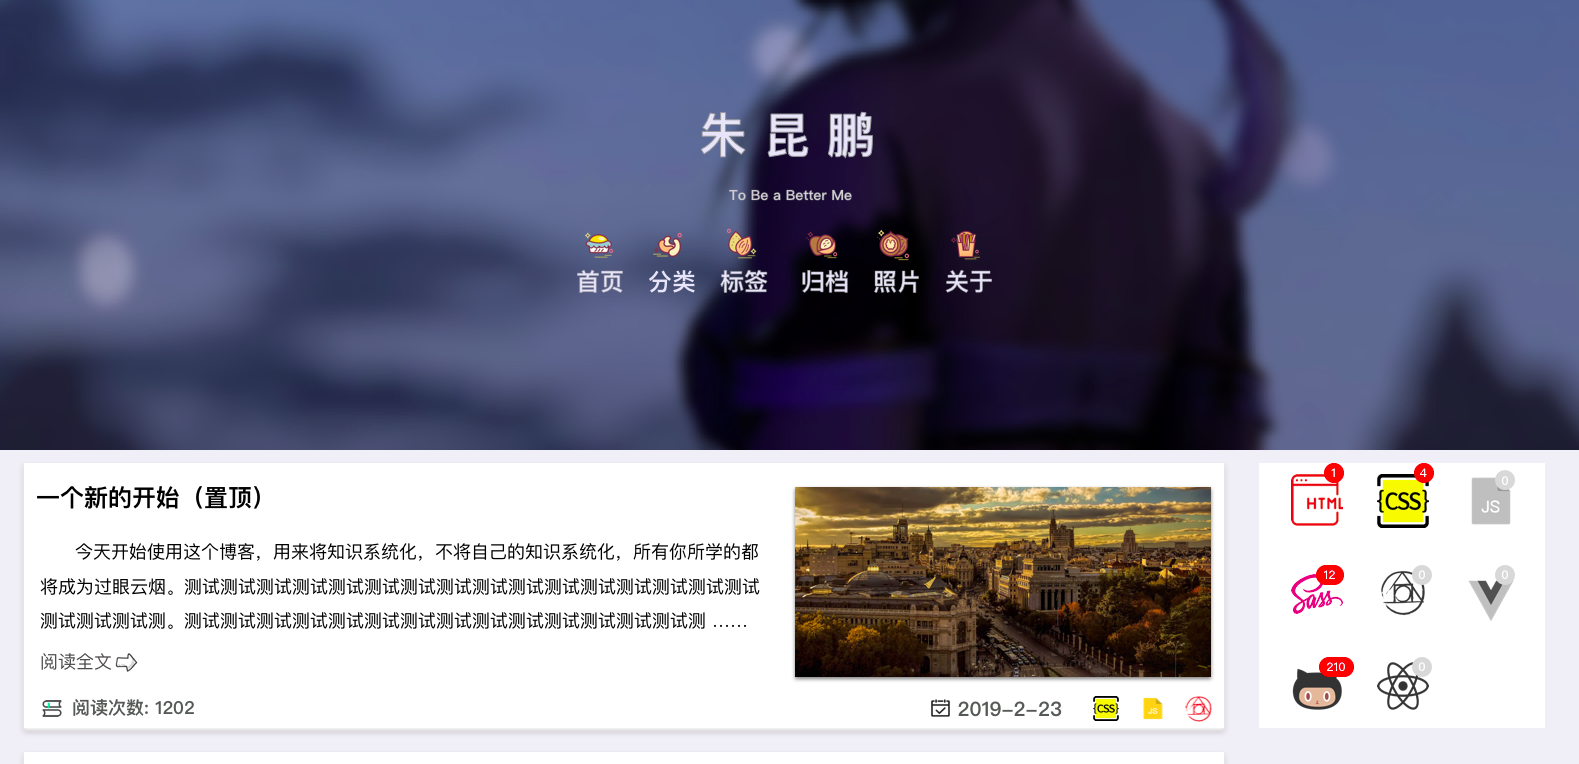 朱昆鹏
To Be a Better Me
首页 分类 标签 归档 照片 关于
一个新的开始（置顶）
今天开始使用这个博客，用来将知识系统化，不将自己的知识系统化，所有你所学的都
将成为过眼云烟。测试测试测试测试测试测试测试测试测试测试测试测试测试测试测试测试
测试测试测试测。测试测试测试测试测试测试测试测试测试测试测试测试测试测试测 ……
阅读全文
阅读次数: 1202
2019-2-23
CSS
JS
1
HTML
4
{CSS}
0
JS
12
Sass
0
0
210
0